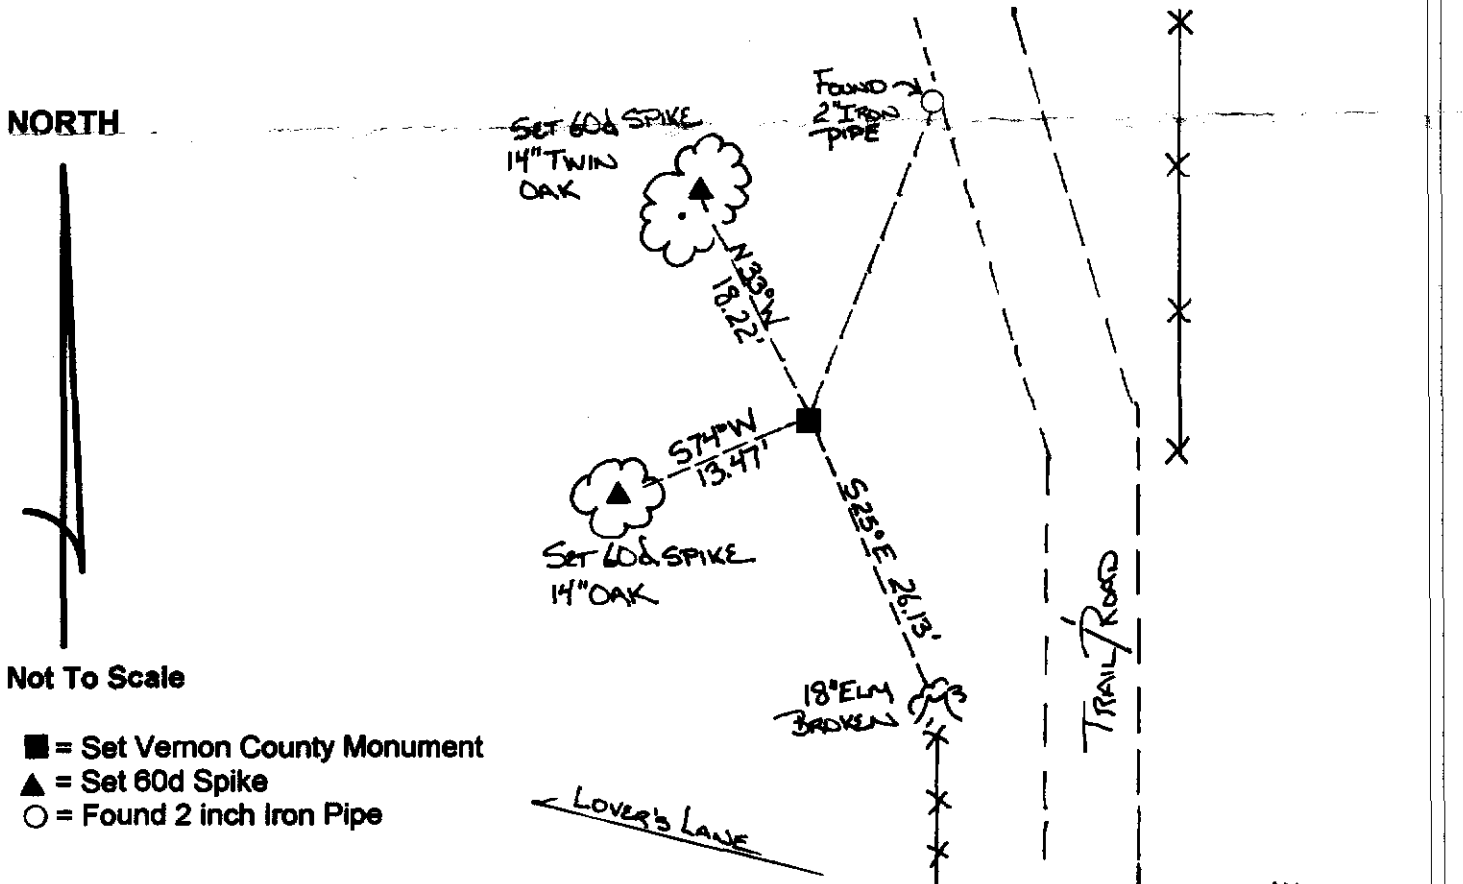 NORTH
SET 60d SPIKE
14" TWIN
OAK
FOUND
2" IRON
PIPE
N33°W
18.22'
S74°W
13.47'
SET 60d SPIKE
14" OAK
S25°E 26.13'
18" ELM
BROKEN
TRAIL/ROAD
LOVER'S LANE
Not To Scale
■ = Set Vernon County Monument
▲ = Set 60d Spike
○ = Found 2 inch Iron Pipe